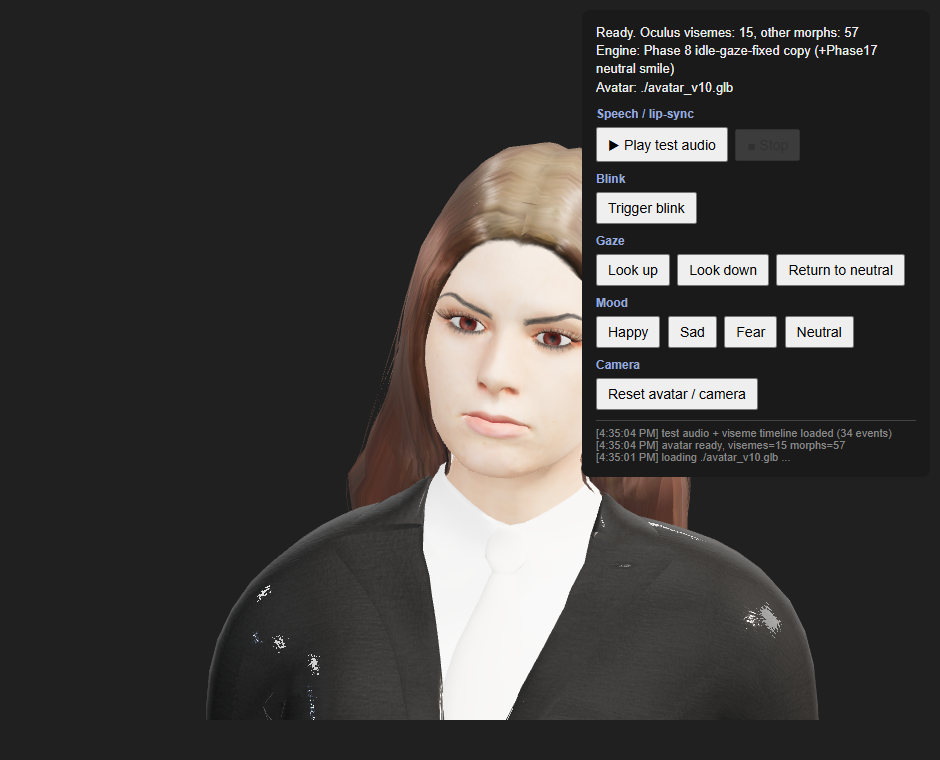 Ready. Oculus visemes: 15, other morphs: 57
Engine: Phase 8 idle-gaze-fixed copy (+Phase17
neutral smile)
Avatar: ./avatar_v10.glb
Speech / lip-sync
▶ Play test audio
■ Stop
Blink
Trigger blink
Gaze
Look up
Look down
Return to neutral
Mood
Happy
Sad
Fear
Neutral
Camera
Reset avatar / camera
[4:35:04 PM] test audio + viseme timeline loaded (34 events)
[4:35:04 PM] avatar ready, visemes=15 morphs=57
[4:35:01 PM] loading ./avatar_v10.glb ...